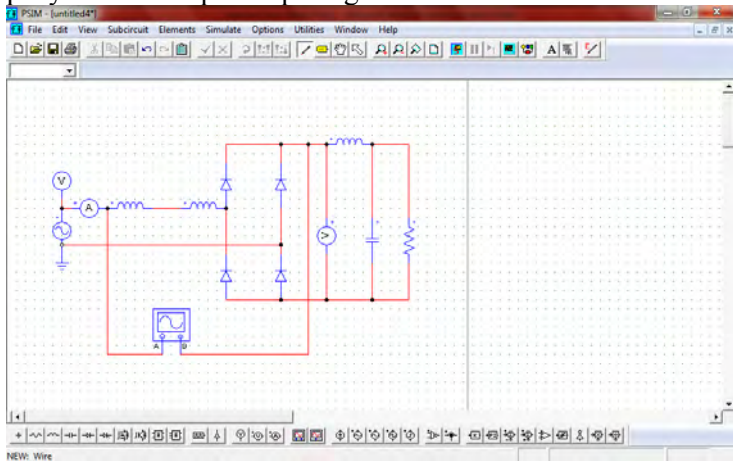 PSIM - [untitled4*]
File Edit View Subcircuit Elements Simulate Options Utilities Window Help
V
A
V
A B
NEW: Wire